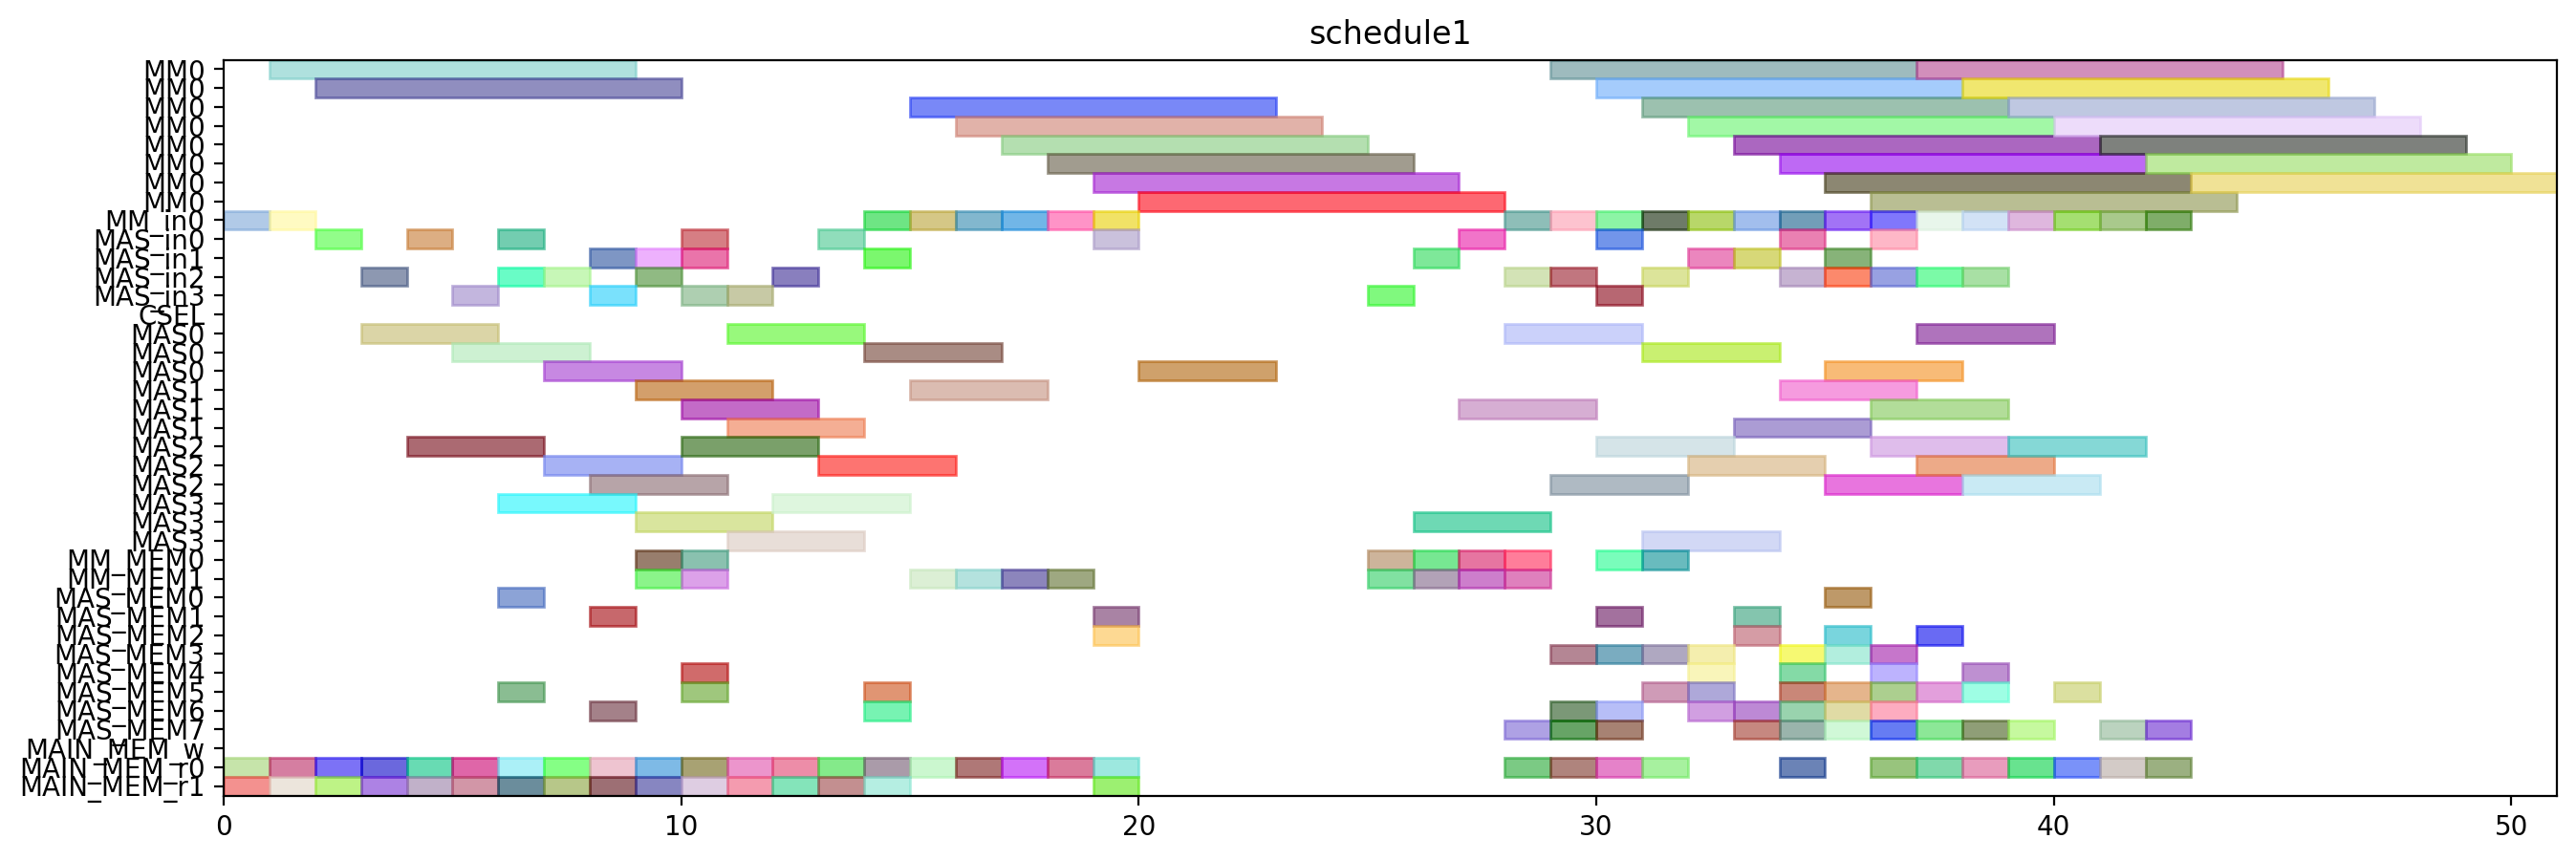 schedule1
MM0
MM0
MM0
MM0
MM0
MM0
MM0
MM0
MM_in0
MAS_in0
MAS_in1
MAS_in2
MAS_in3
CSEL
MAS0
MAS0
MAS0
MAS1
MAS1
MAS1
MAS2
MAS2
MAS2
MAS3
MAS3
MAS3
MM_MEM0
MM_MEM1
MAS_MEM0
MAS_MEM1
MAS_MEM2
MAS_MEM3
MAS_MEM4
MAS_MEM5
MAS_MEM6
MAS_MEM7
MAIN_MEM_w
MAIN_MEM_r0
MAIN_MEM_r1
0 10 20 30 40 50